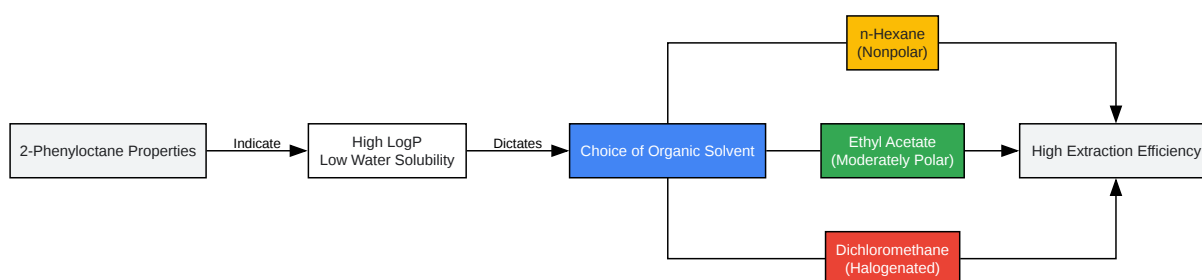 2-Phenyloctane Properties
Indicate
High LogP
Low Water Solubility
Dictates
Choice of Organic Solvent
n-Hexane
(Nonpolar)
Ethyl Acetate
(Moderately Polar)
Dichloromethane
(Halogenated)
High Extraction Efficiency